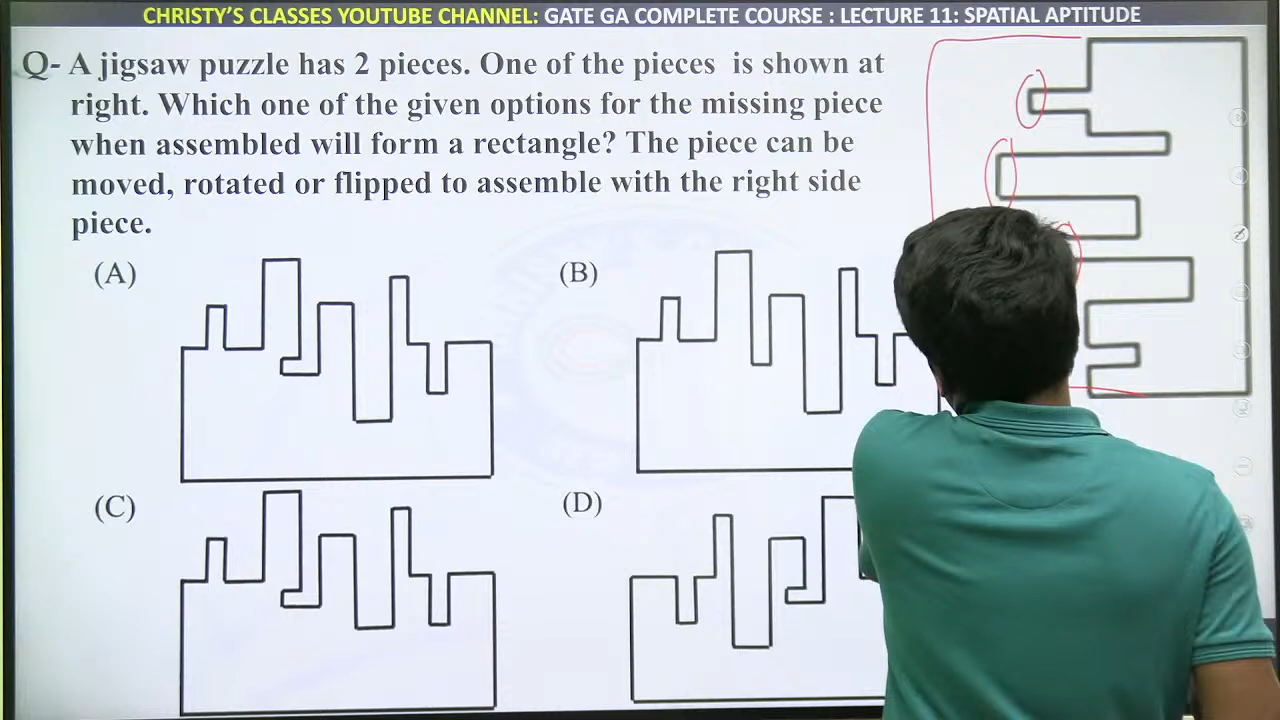 CHRISTY'S CLASSES YOUTUBE CHANNEL: GATE GA COMPLETE COURSE : LECTURE 11: SPATIAL APTITUDE
Q- A jigsaw puzzle has 2 pieces. One of the pieces is shown at
right. Which one of the given options for the missing piece
when assembled will form a rectangle? The piece can be
moved, rotated or flipped to assemble with the right side
piece.
(A)
(B)
(C)
(D)